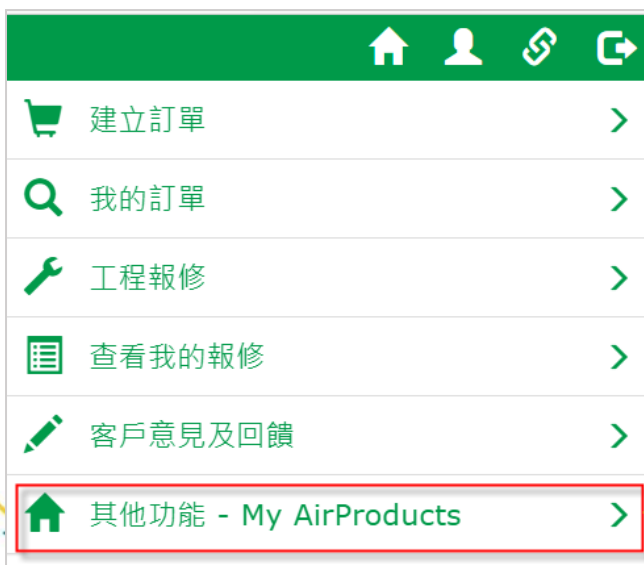 建立訂單
我的訂單
工程報修
查看我的報修
客戶意見及回饋
其他功能 - My AirProducts